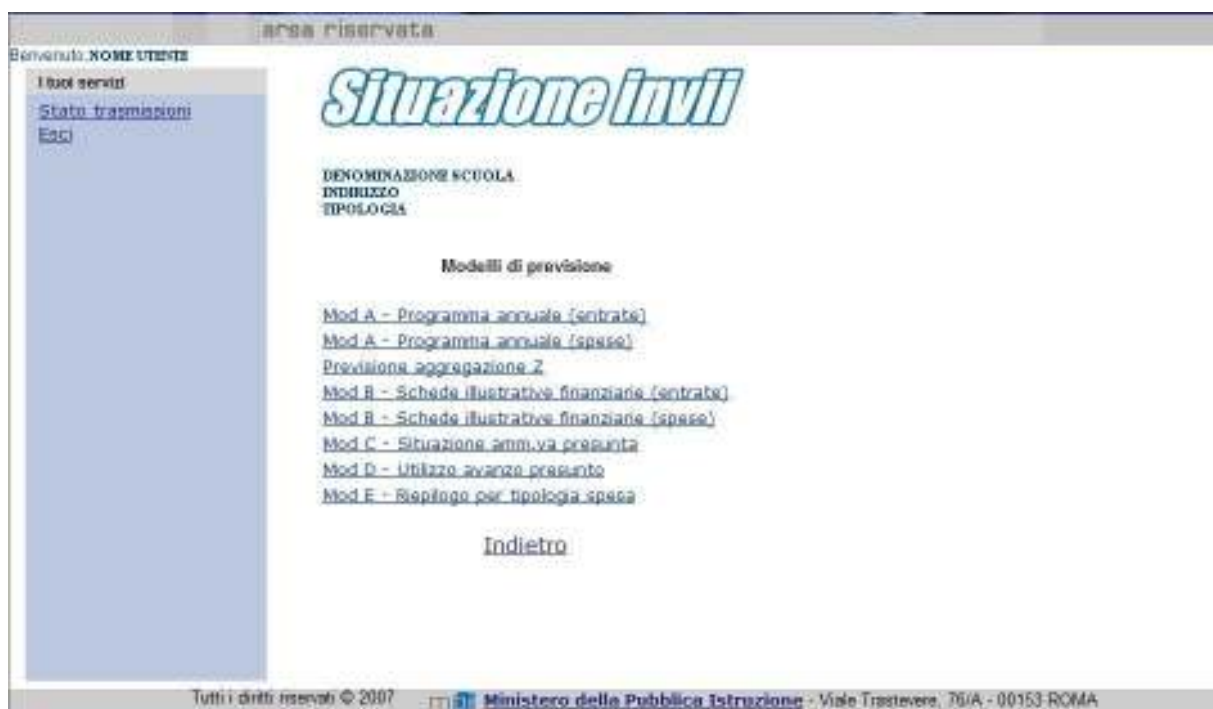 area riservata
Benvenuto NOME UTENTE
I tuoi servizi
Stato trasmissioni
Esci
Situazione invii
DENOMINAZIONE SCUOLA
INDIRIZZO
TIPOLOGIA
Modelli di previsione
Mod A - Programma annuale (entrate)
Mod A - Programma annuale (spese)
Previsione aggregazione Z
Mod B - Schede illustrative finanziarie (entrate)
Mod B - Schede illustrative finanziarie (spese)
Mod C - Situazione amm.va presunta
Mod D - Utilizzo avanzo presunto
Mod E - Riepilogo per tipologia spesa
Indietro
Tutti i diritti riservati © 2007 Ministero della Pubblica Istruzione - Viale Trastevere, 76/A - 00153 ROMA